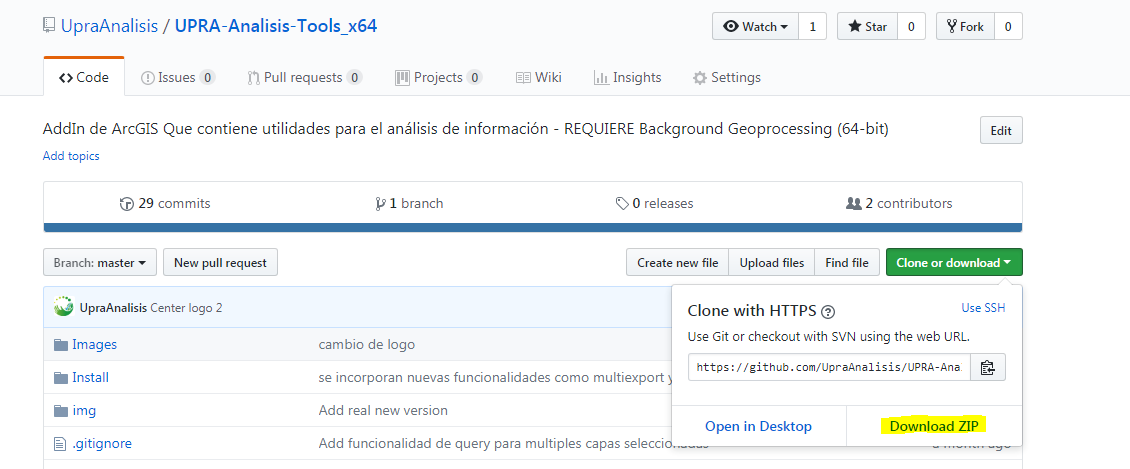 UpraAnalisis / UPRA-Analisis-Tools_x64
Watch 1 Star 0 Fork 0
Code Issues 0 Pull requests 0 Projects 0 Wiki Insights Settings
AddIn de ArcGIS Que contiene utilidades para el análisis de información - REQUIERE Background Geoprocessing (64-bit)
Edit
Add topics
29 commits 1 branch 0 releases 2 contributors
Branch: master New pull request Create new file Upload files Find file Clone or download
UpraAnalisis Center logo 2
Images cambio de logo
Install se incorporan nuevas funcionalidades como multiexport y
img Add real new version
.gitignore Add funcionalidad de query para multiples capas seleccionadas a month ago
Clone with HTTPS ? Use SSH
Use Git or checkout with SVN using the web URL.
https://github.com/UpraAnalisis/UPRA-Ana
Open in Desktop Download ZIP